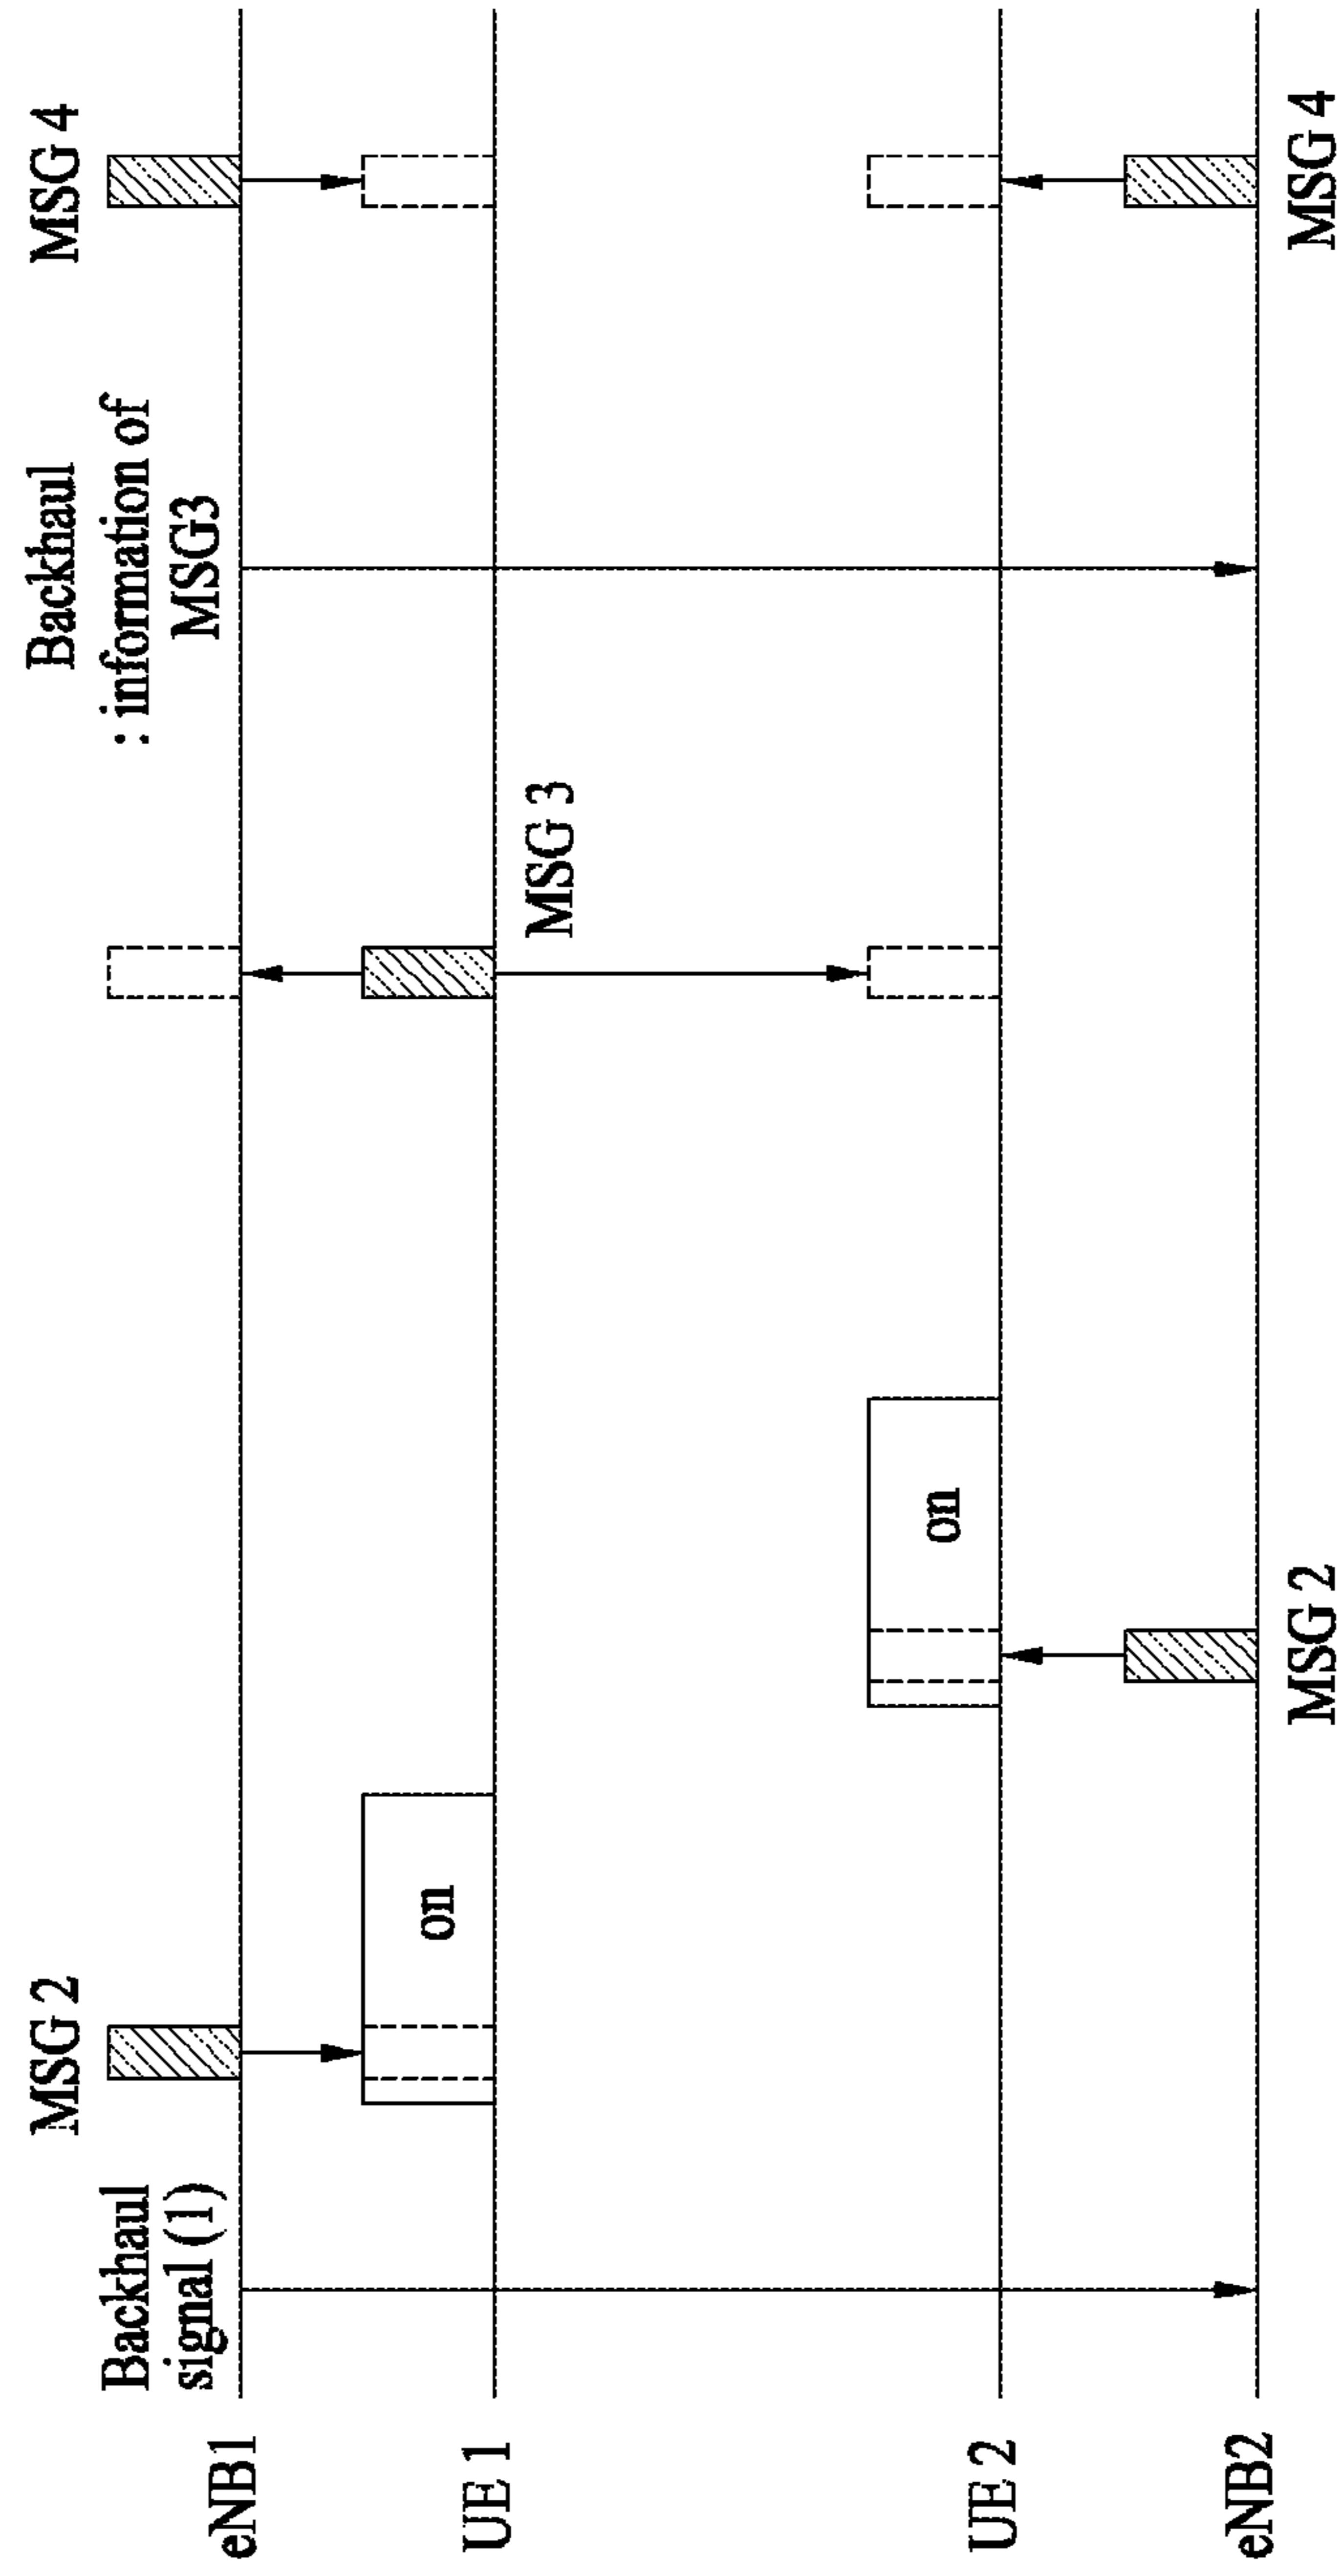 MSG 2
MSG 4
Backhaul
: information of
MSG3
Backhaul
signal (1)
eNB1
on
UE 1
MSG 3
on
UE 2
eNB2
MSG 2
MSG 4